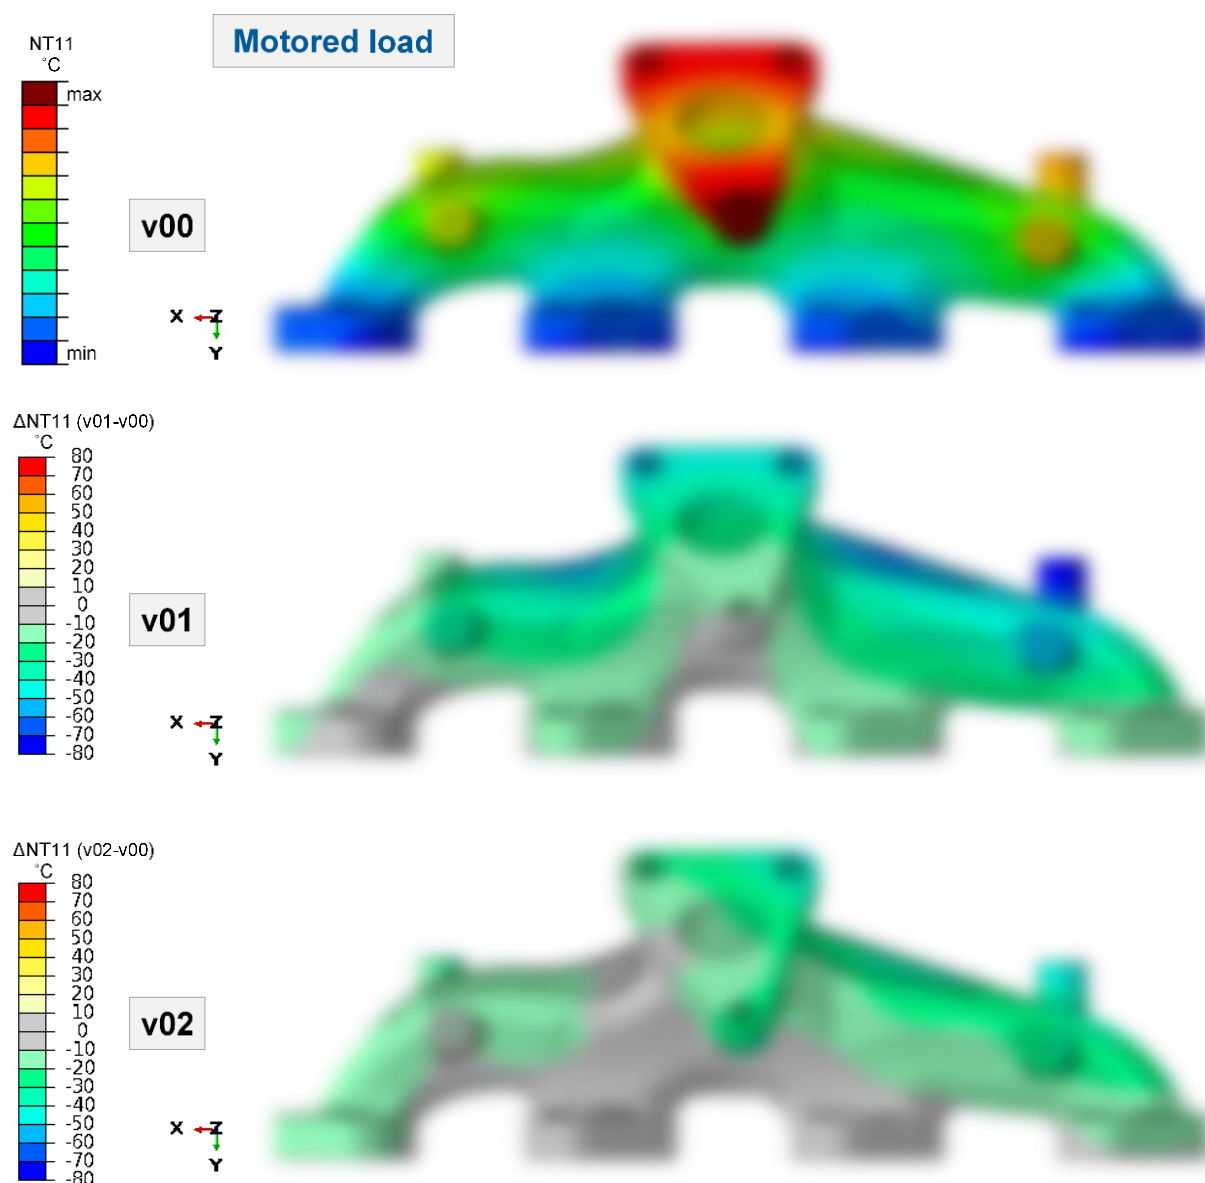 NT11
°C
Motored load
max
min
v00
X Z
Y
ΔNT11 (v01-v00)
°C
80
70
60
50
40
30
20
10
0
-10
-20
-30
-40
-50
-60
-70
-80
v01
X Z
Y
ΔNT11 (v02-v00)
°C
80
70
60
50
40
30
20
10
0
-10
-20
-30
-40
-50
-60
-70
-80
v02
X Z
Y